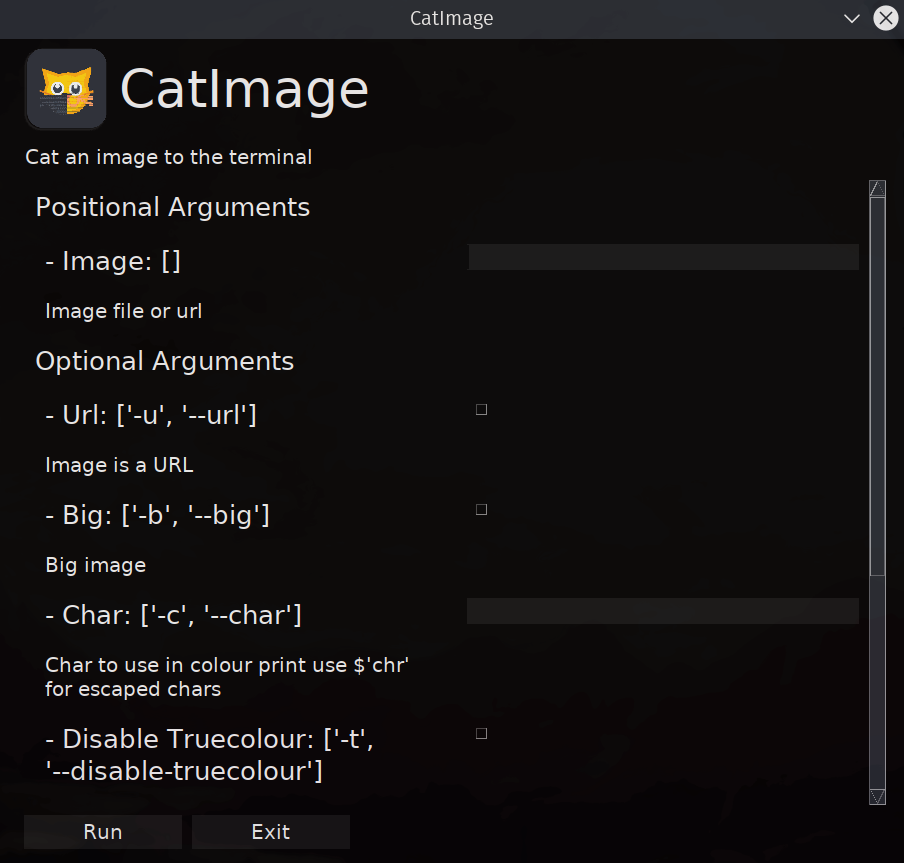 CatImage
CatImage
Cat an image to the terminal
Positional Arguments
- Image: []
Image file or url
Optional Arguments
- Url: ['-u', '--url']
Image is a URL
- Big: ['-b', '--big']
Big image
- Char: ['-c', '--char']
Char to use in colour print use $'chr'
for escaped chars
- Disable Truecolour: ['-t',
'--disable-truecolour']
Run Exit